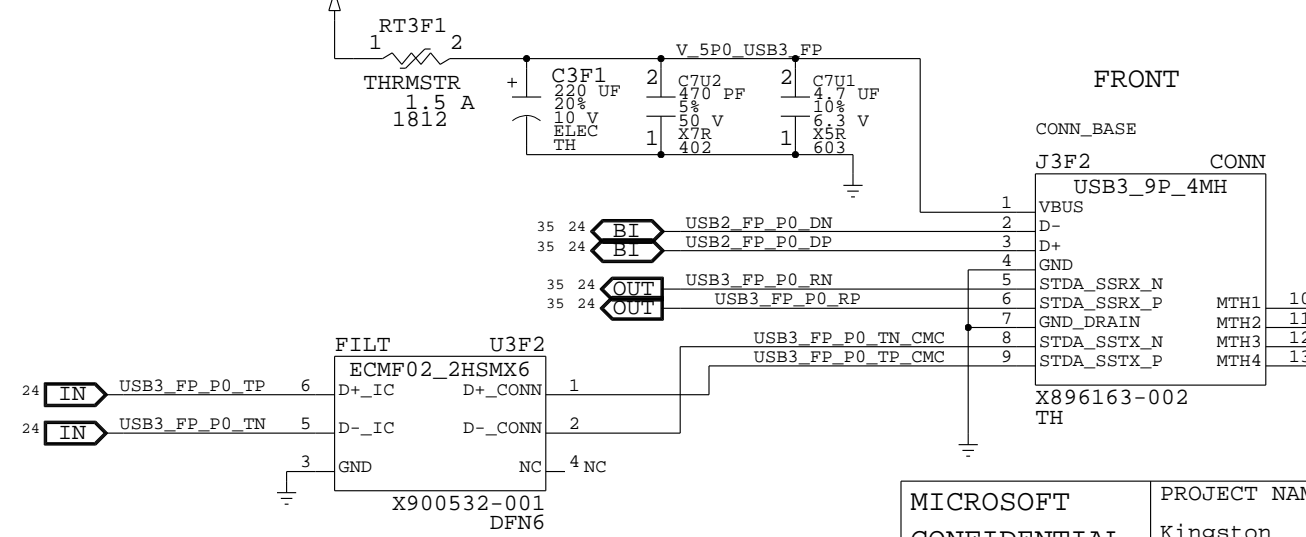 RT3F1
1 2
THRMSTR
1.5 A
1812
V_5P0_USB3_FP
+
C3F1
220 UF
20%
10 V
ELEC
TH
2
C7U2
470 PF
5%
50 V
1
X7R
402
2
C7U1
4.7 UF
10%
6.3 V
1
X5R
603
FRONT
CONN_BASE
J3F2 CONN
USB3_9P_4MH
1 VBUS
35 24 BI USB2_FP_P0_DN 2 D-
35 24 BI USB2_FP_P0_DP 3 D+
4 GND
35 24 OUT USB3_FP_P0_RN 5 STDA_SSRX_N
35 24 OUT USB3_FP_P0_RP 6 STDA_SSRX_P MTH1 10
7 GND_DRAIN MTH2 11
USB3_FP_P0_TN_CMC 8 STDA_SSTX_N MTH3 12
USB3_FP_P0_TP_CMC 9 STDA_SSTX_P MTH4 13
X896163-002
TH
FILT U3F2
ECMF02_2HSMX6
24 IN USB3_FP_P0_TP 6 D+_IC D+_CONN 1
24 IN USB3_FP_P0_TN 5 D-_IC D-_CONN 2
3 GND NC 4 NC
X900532-001
DFN6
MICROSOFT
CONFIDENTIAL
PROJECT NAM
Kingston